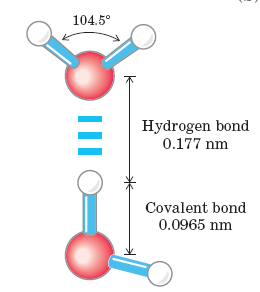 104.5°
Hydrogen bond
0.177 nm
Covalent bond
0.0965 nm